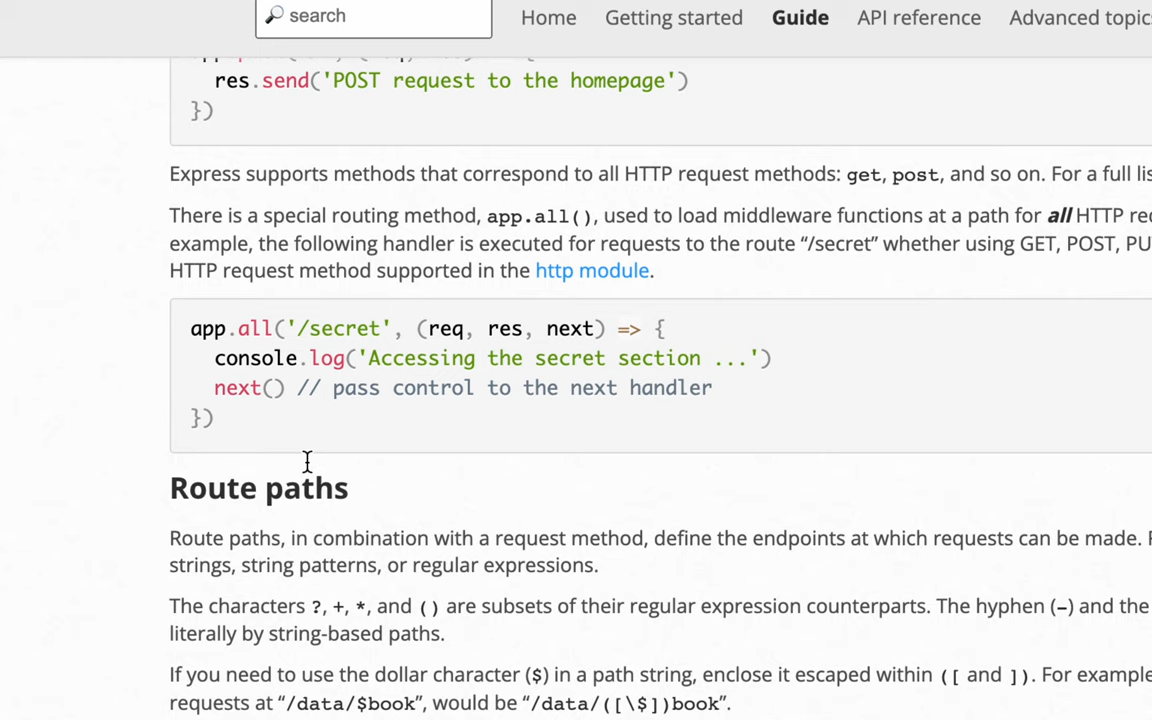 search
Home Getting started Guide API reference Advanced topic
res.send('POST request to the homepage')
})
Express supports methods that correspond to all HTTP request methods: get, post, and so on. For a full lis
There is a special routing method, app.all(), used to load middleware functions at a path for all HTTP re
example, the following handler is executed for requests to the route “/secret” whether using GET, POST, PU
HTTP request method supported in the http module.
app.all('/secret', (req, res, next) => {
console.log('Accessing the secret section ...')
next() // pass control to the next handler
})
Route paths
Route paths, in combination with a request method, define the endpoints at which requests can be made.
strings, string patterns, or regular expressions.
The characters ?, +, *, and () are subsets of their regular expression counterparts. The hyphen (-) and the
literally by string-based paths.
If you need to use the dollar character ($) in a path string, enclose it escaped within ([ and ]). For example
requests at “/data/$book”, would be “/data/([\$])book”.